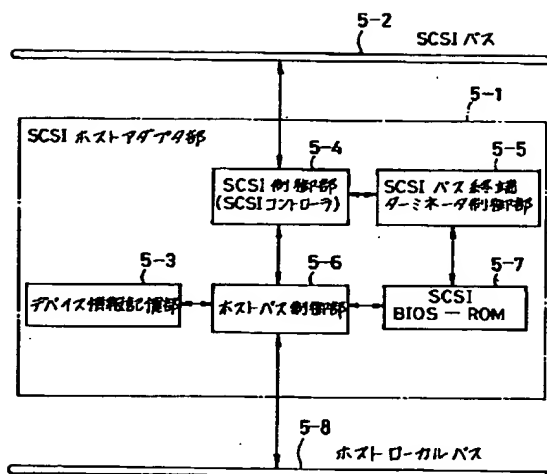 5-2
SCSI バス
5-1
SCSI ホストアダプタ部
5-4
5-5
SCSI 制御部
(SCSIコントローラ)
SCSI バス終端
ターミネータ制御部
5-3
5-6
5-7
デバイス情報記憶部
ホストバス制御部
SCSI
BIOS-ROM
5-8
ホストローカルバス